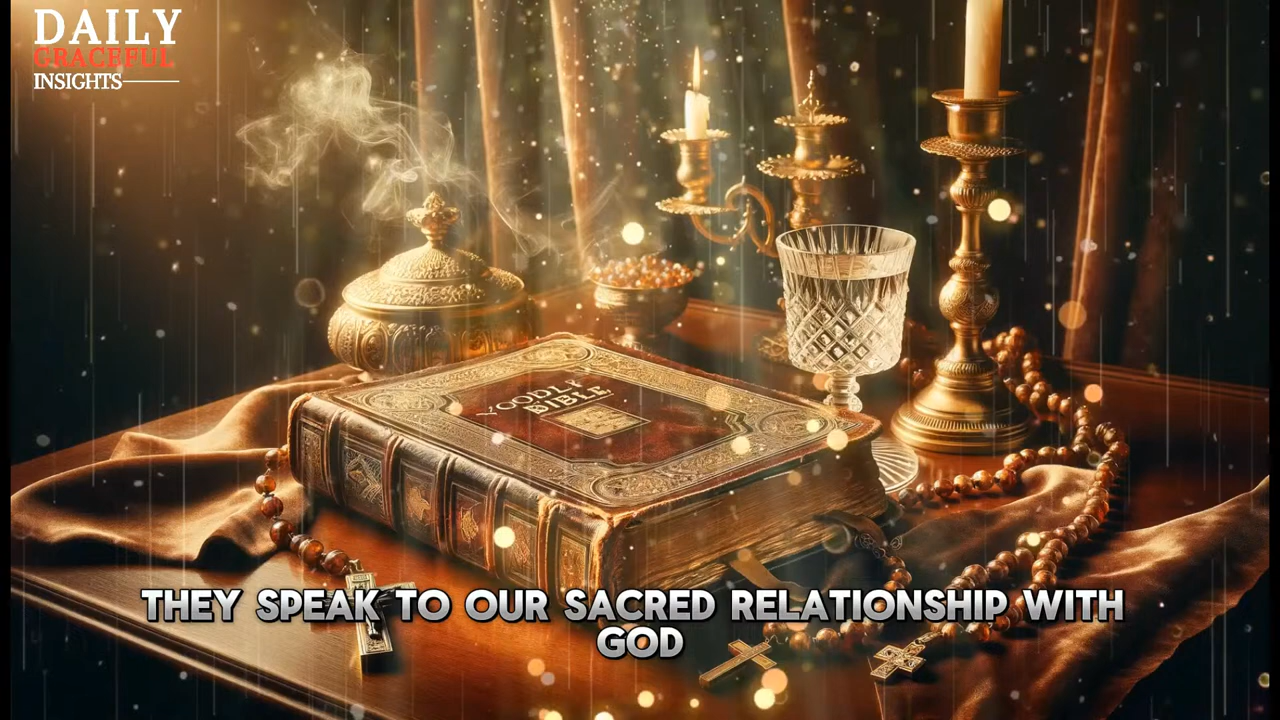 DAILY
GRACEFUL
INSIGHTS
YOODLY
BIBLE
THEY SPEAK TO OUR SACRED RELATIONSHIP WITH
GOD